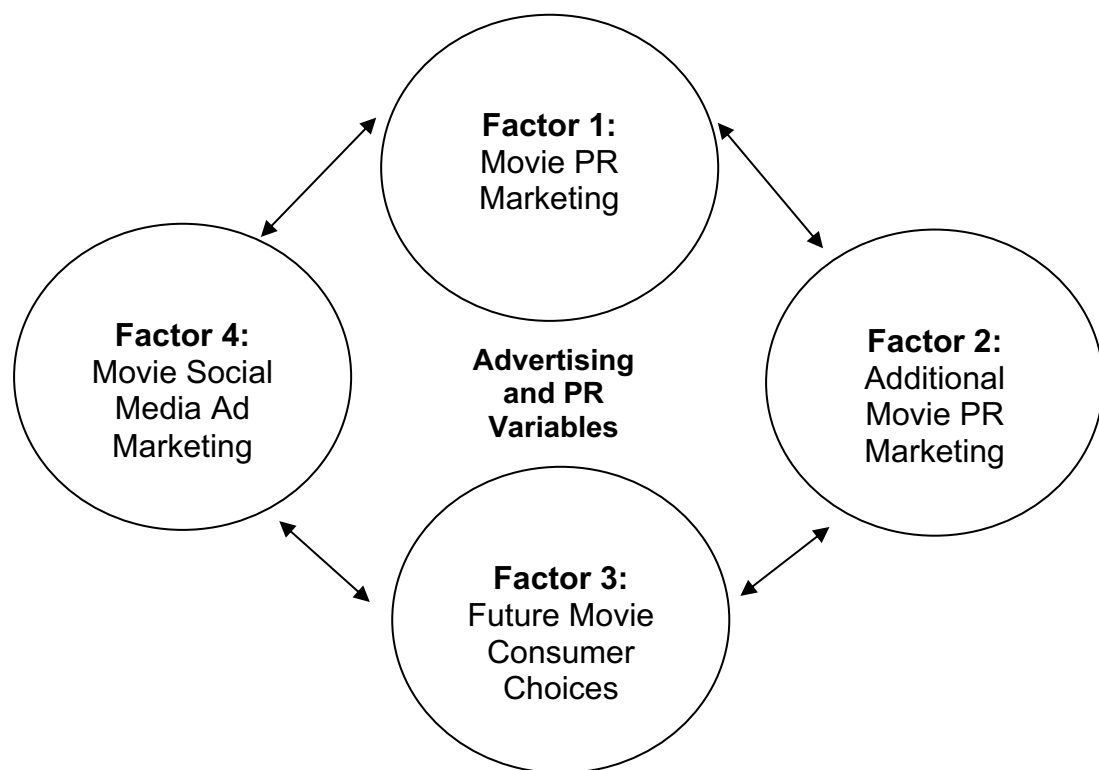 Factor 1:
Movie PR
Marketing
Factor 4:
Movie Social
Media Ad
Marketing
Advertising
and PR
Variables
Factor 2:
Additional
Movie PR
Marketing
Factor 3:
Future Movie
Consumer
Choices